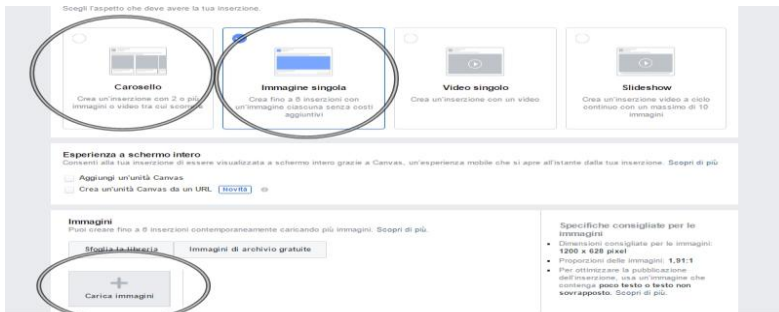 Scegli l'aspetto che deve avere la tua inserzione.
Carosello
Crea un'inserzione con 2 o più
immagini o video tra cui scorrere
Immagine singola
Crea fino a 6 inserzioni con
un'immagine ciascuna senza costi
aggiuntivi
Video singolo
Crea un'inserzione con un video
Slideshow
Crea un'inserzione video a ciclo
continuo con un massimo di 10
immagini
Esperienza a schermo intero
Consenti alla tua inserzione di essere visualizzata a schermo intero grazie a Canvas, un'esperienza mobile che si apre all'istante dalla tua inserzione. Scopri di più
Aggiungi un'unità Canvas
Crea un'unità Canvas da un URL Novità
Immagini
Puoi creare fino a 6 inserzioni contemporaneamente caricando più immagini. Scopri di più.
Sfoglia la libreria
Immagini di archivio gratuite
Carica immagini
Specifiche consigliate per le
immagini
Dimensioni consigliate per le immagini:
1200 x 628 pixel
Proporzioni delle immagini: 1,91:1
Per ottimizzare la pubblicazione
dell'inserzione, usa un'immagine che
contenga poco testo o testo non
sovrapposto. Scopri di più.